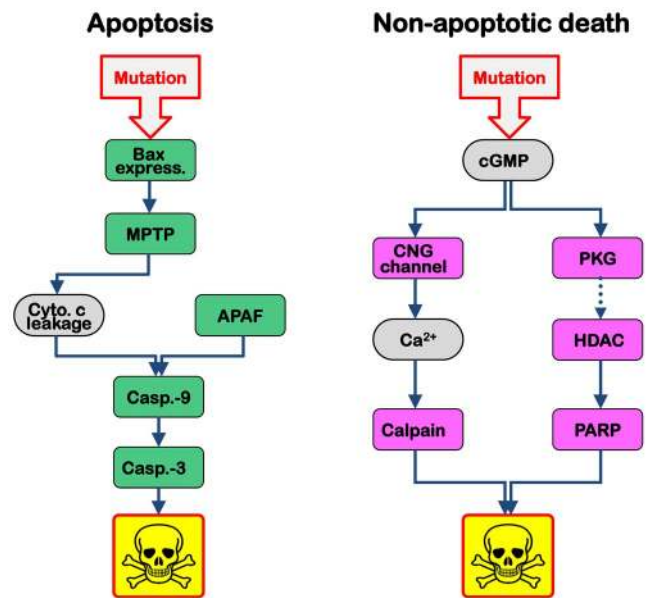 Apoptosis
Mutation
Bax
express.
MPTP
Cyto. c
leakage
APAF
Casp.-9
Casp.-3
Non-apoptotic death
Mutation
cGMP
CNG
channel
PKG
Ca²⁺
HDAC
Calpain
PARP